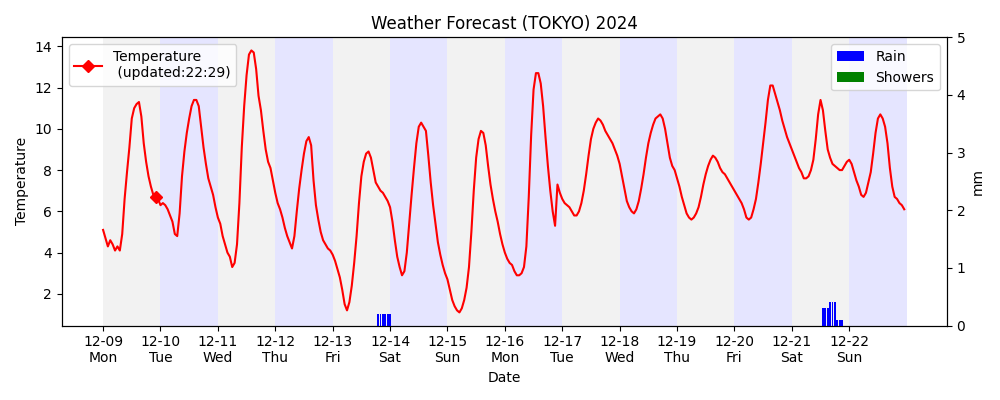 Weather Forecast (TOKYO) 2024
Temperature
(updated:22:29)
Rain
Showers
Temperature
14
12
10
8
6
4
2
5
4
3
2
1
0
mm
12-09 12-10 12-11 12-12 12-13 12-14 12-15 12-16 12-17 12-18 12-19 12-20 12-21 12-22
Mon Tue Wed Thu Fri Sat Sun Mon Tue Wed Thu Fri Sat Sun
Date